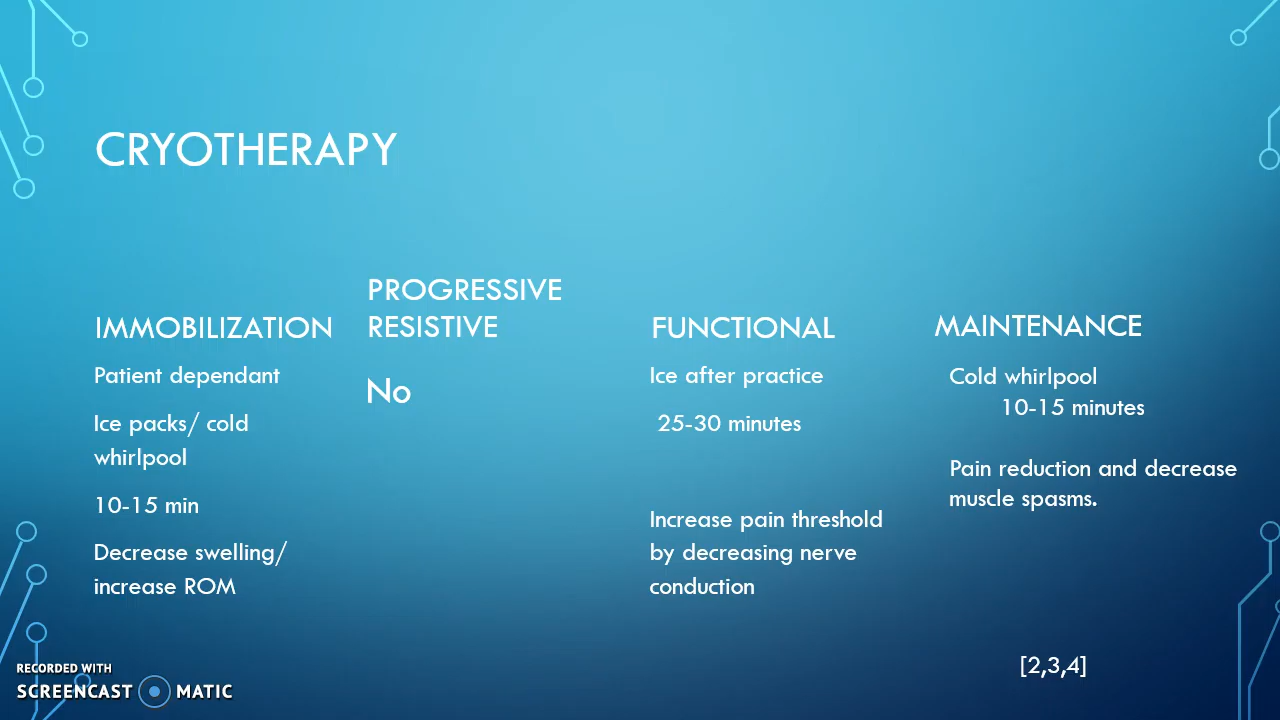 CRYOTHERAPY
IMMOBILIZATION
Patient dependant
Ice packs/ cold
whirlpool
10-15 min
Decrease swelling/
increase ROM
PROGRESSIVE
RESISTIVE
No
FUNCTIONAL
Ice after practice
25-30 minutes
Increase pain threshold
by decreasing nerve
conduction
MAINTENANCE
Cold whirlpool
10-15 minutes
Pain reduction and decrease
muscle spasms.
[2,3,4]
RECORDED WITH
SCREENCAST MATIC